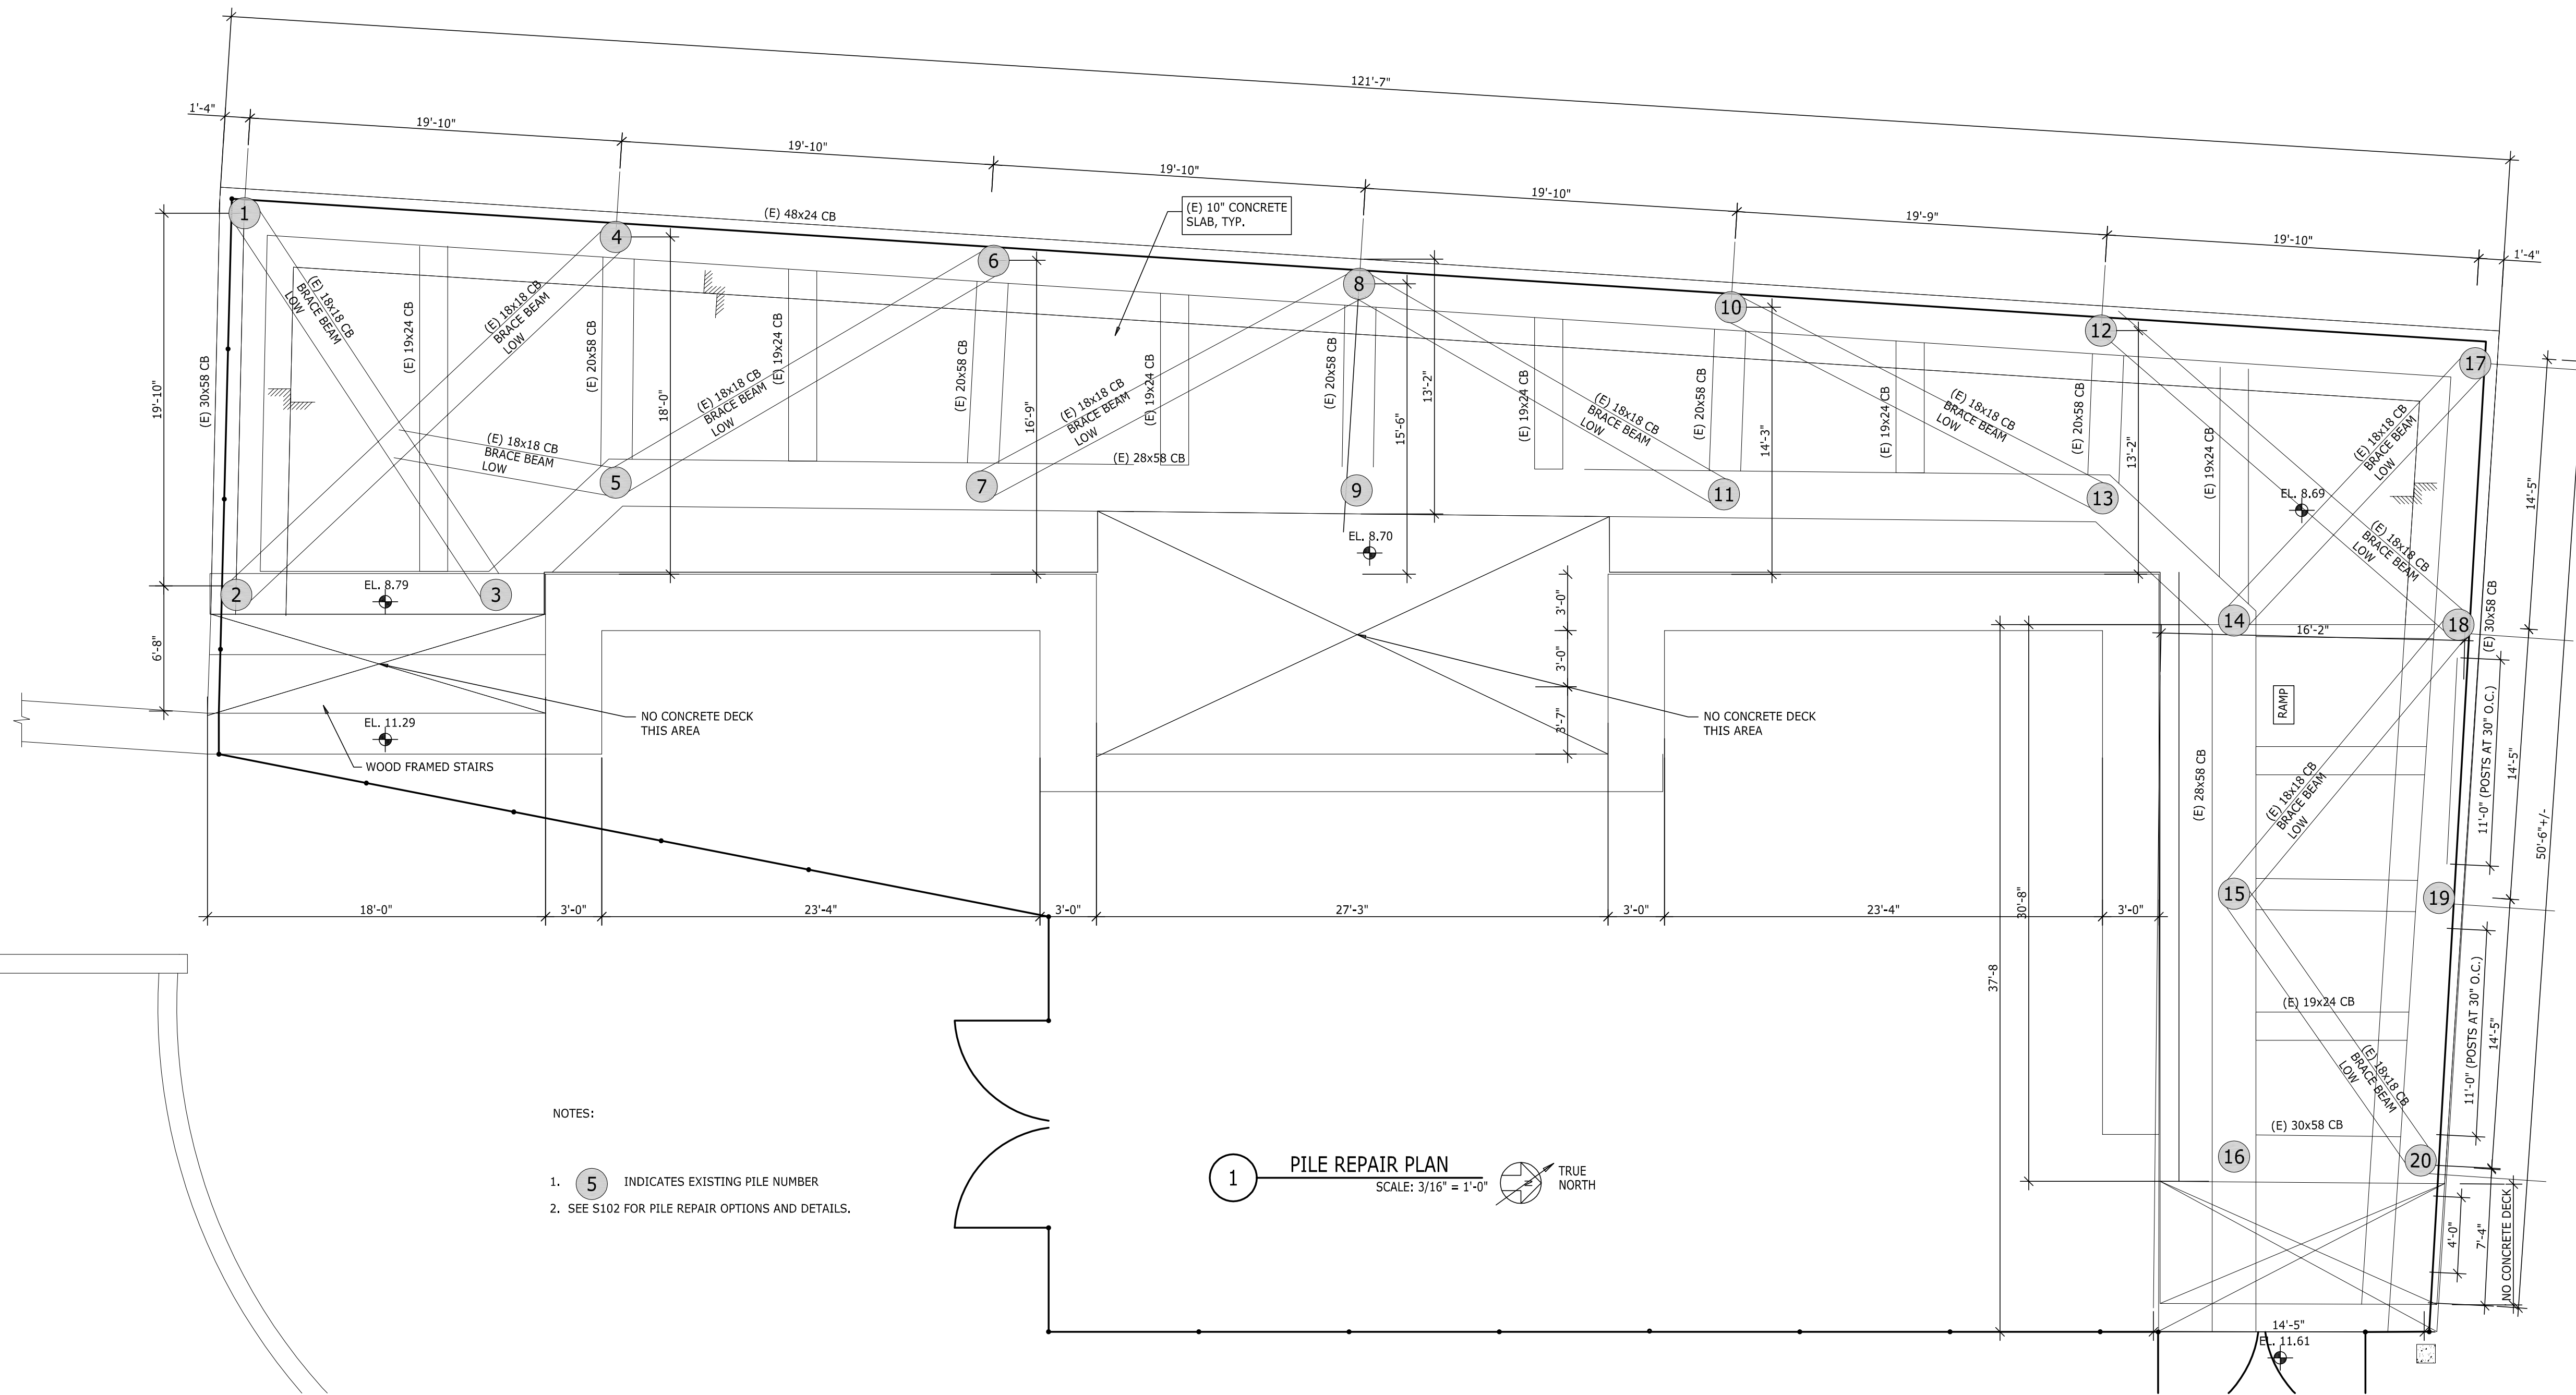 121'-7"
1'-4"
19'-10"
19'-10"
19'-10"
19'-10"
19'-9"
19'-10"
1'-4"
(E) 48x24 CB
(E) 10" CONCRETE
SLAB, TYP.
1
4
6
8
10
12
17
(E) 18x18 CB
BRACE BEAM
LOW
(E) 19x24 CB
(E) 18x18 CB
BRACE BEAM
LOW
(E) 20x58 CB
18'-0"
(E) 19x24 CB
(E) 18x18 CB
BRACE BEAM
LOW
(E) 20x58 CB
16'-9"
(E) 18x18 CB
BRACE BEAM
LOW
(E) 19x24 CB
(E) 20x58 CB
15'-6"
13'-2"
(E) 19x24 CB
(E) 18x18 CB
BRACE BEAM
LOW
(E) 20x58 CB
14'-3"
(E) 19x24 CB
(E) 18x18 CB
BRACE BEAM
LOW
(E) 20x58 CB
13'-2"
(E) 19x24 CB
(E) 18x18 CB
BRACE BEAM
LOW
EL. 8.69
14'-5"
19'-10"
(E) 30x58 CB
(E) 18x18 CB
BRACE BEAM
LOW
(E) 28x58 CB
5
7
9
11
13
(E) 18x18 CB
BRACE BEAM
LOW
EL. 8.70
2
EL. 8.79
3
14
16'-2"
18
(E) 30x58 CB
6'-8"
3'-0"
3'-0"
3'-7"
NO CONCRETE DECK
THIS AREA
NO CONCRETE DECK
THIS AREA
EL. 11.29
WOOD FRAMED STAIRS
RAMP
(E) 28x58 CB
(E) 18x18 CB
BRACE BEAM
LOW
11'-0" (POSTS AT 30" O.C.)
14'-5"
50'-6"+/-
15
19
18'-0"
3'-0"
23'-4"
3'-0"
27'-3"
3'-0"
23'-4"
3'-0"
30'-8"
37'-8
(E) 19x24 CB
11'-0" (POSTS AT 30" O.C.)
14'-5"
(E) 18x18 CB
BRACE BEAM
LOW
(E) 30x58 CB
16
20
NOTES:
1. 5 INDICATES EXISTING PILE NUMBER
2. SEE S102 FOR PILE REPAIR OPTIONS AND DETAILS.
1
PILE REPAIR PLAN
SCALE: 3/16" = 1'-0"
N
TRUE
NORTH
4'-0"
7'-4"
NO CONCRETE DECK
14'-5"
EL. 11.61